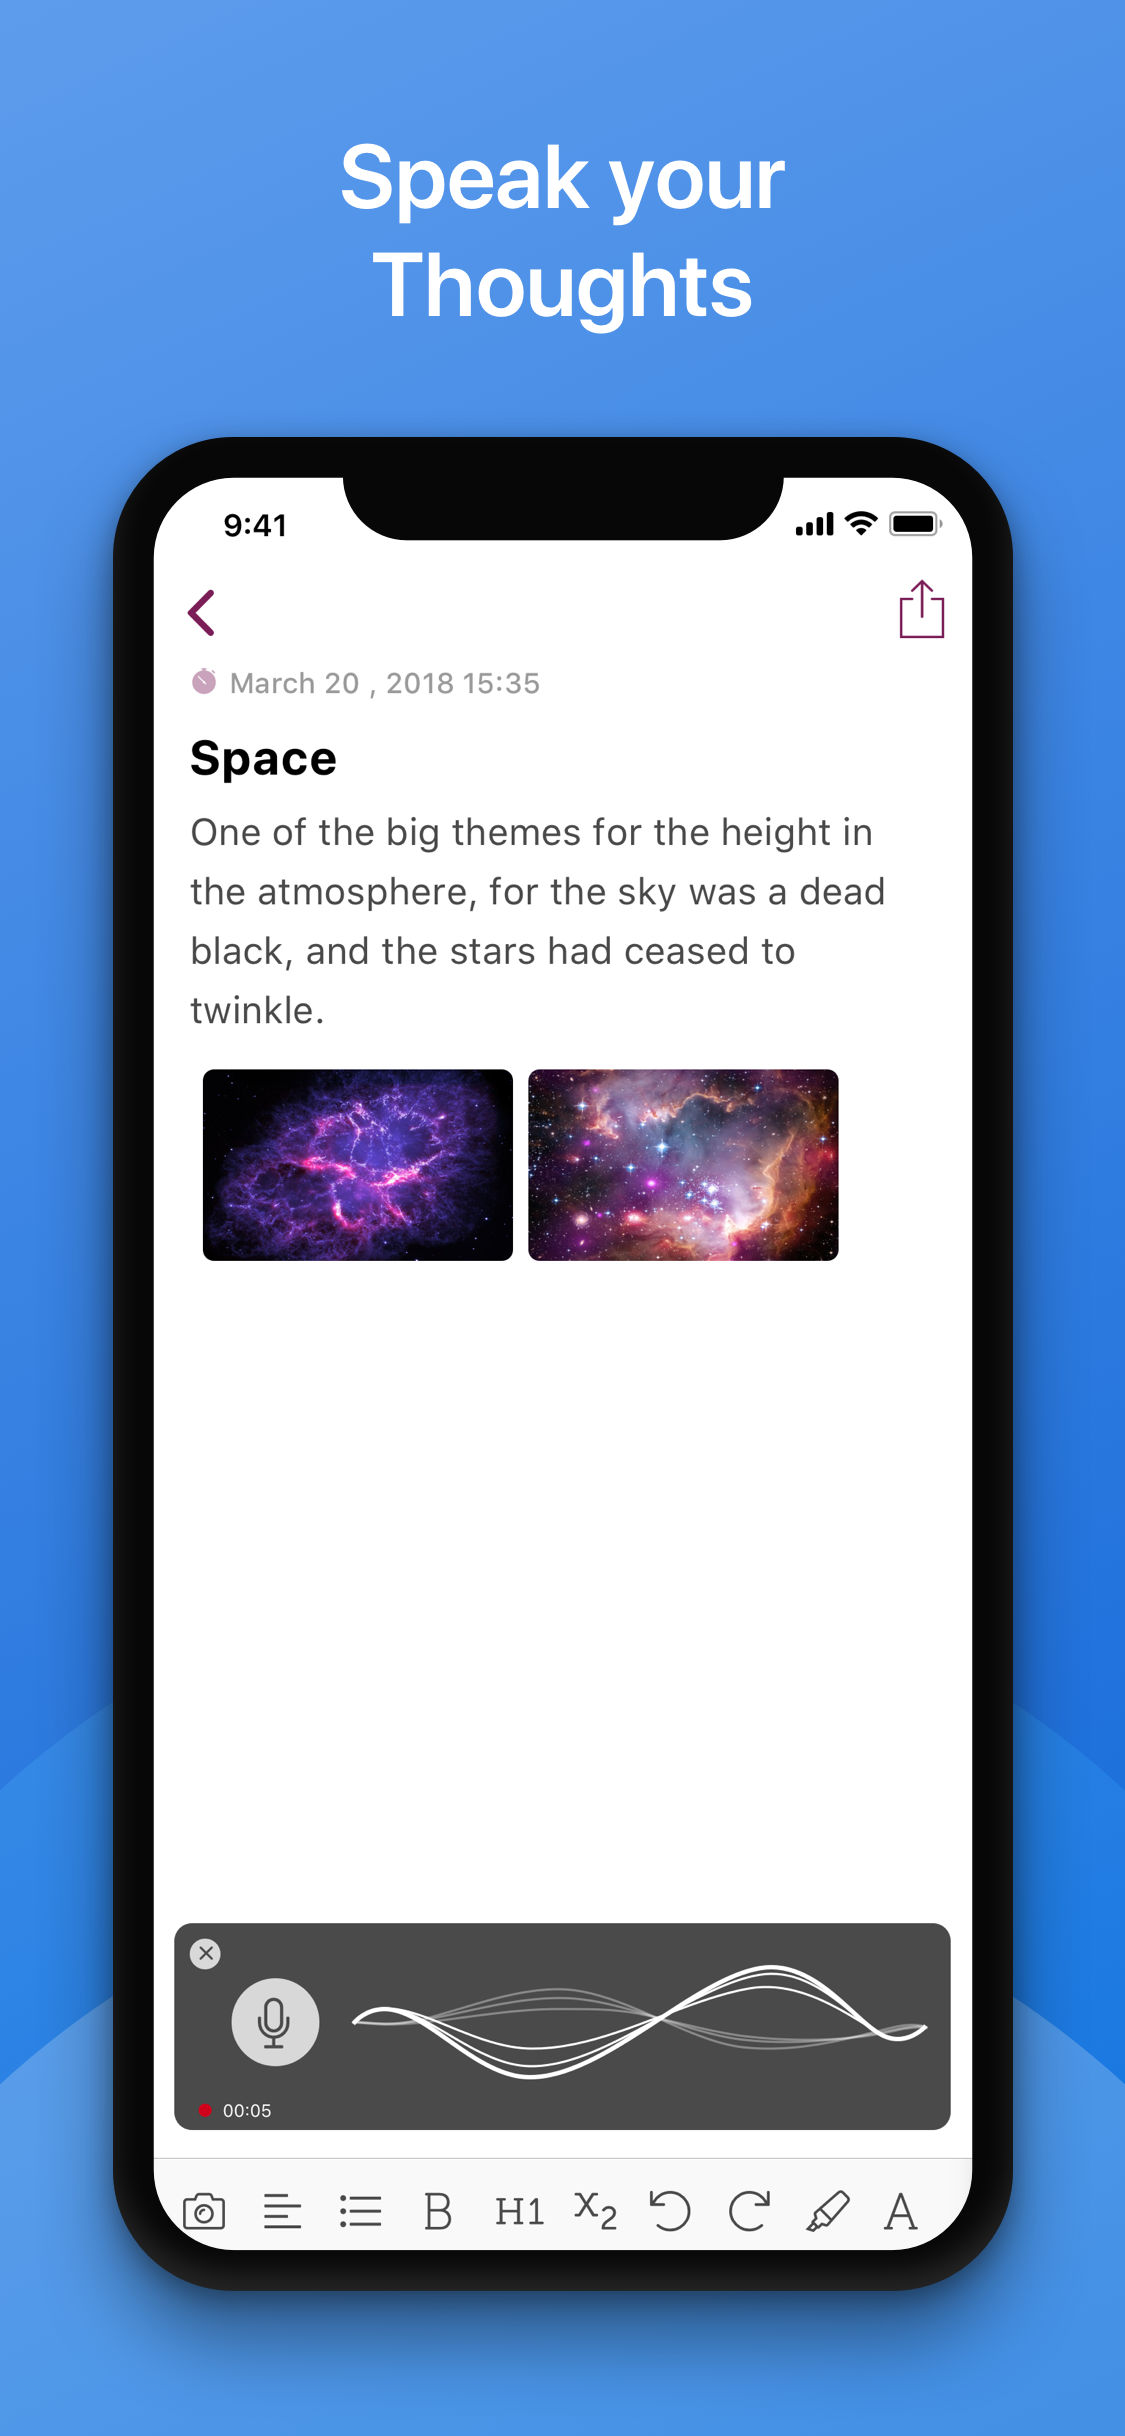 Speak your
Thoughts
9:41
March 20 , 2018 15:35
Space
One of the big themes for the height in
the atmosphere, for the sky was a dead
black, and the stars had ceased to
twinkle.
00:05
B H1 X2 A